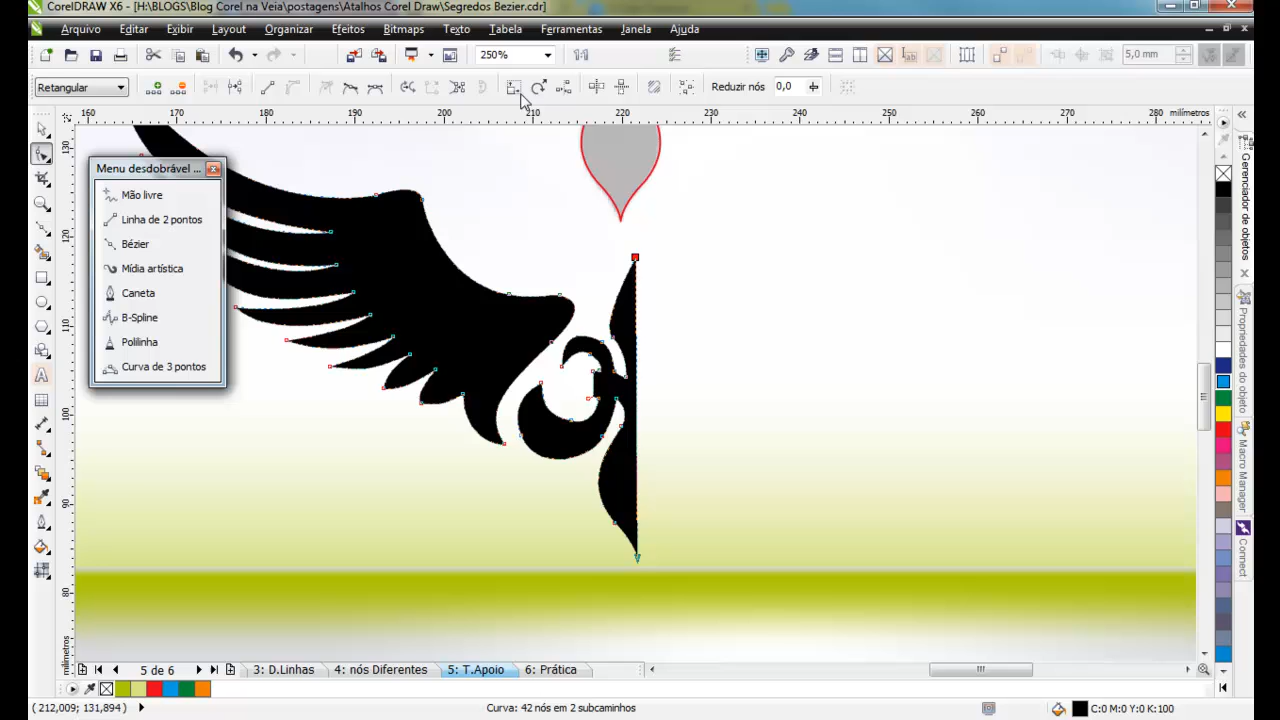 CorelDRAW X6 - [H:\BLOGS\Blog Corel na Veia\postagens\Atalhos Corel Draw\Segredos Bezier.cdr]
Arquivo Editar Exibir Layout Organizar Efeitos Bitmaps Texto Tabela Ferramentas Janela Ajuda
250% 5,0 mm
Retangular Reduzir nós 0,0
160 170 180 190 200 210 220 230 240 250 260 270 280 milímetros
130
120
110
100
90
80
milímetros
Menu desdobrável ...
Mão livre
Linha de 2 pontos
Bézier
Mídia artística
Caneta
B-Spline
Polilinha
Curva de 3 pontos
Gerenciador de objetos
Propriedades do objeto
Macro Manager
Connect
5 de 6 3: D.Linhas 4: nós Diferentes 5: T.Apoio 6: Prática
( 212,009; 131,894 ) Curva: 42 nós em 2 subcaminhos C:0 M:0 Y:0 K:100